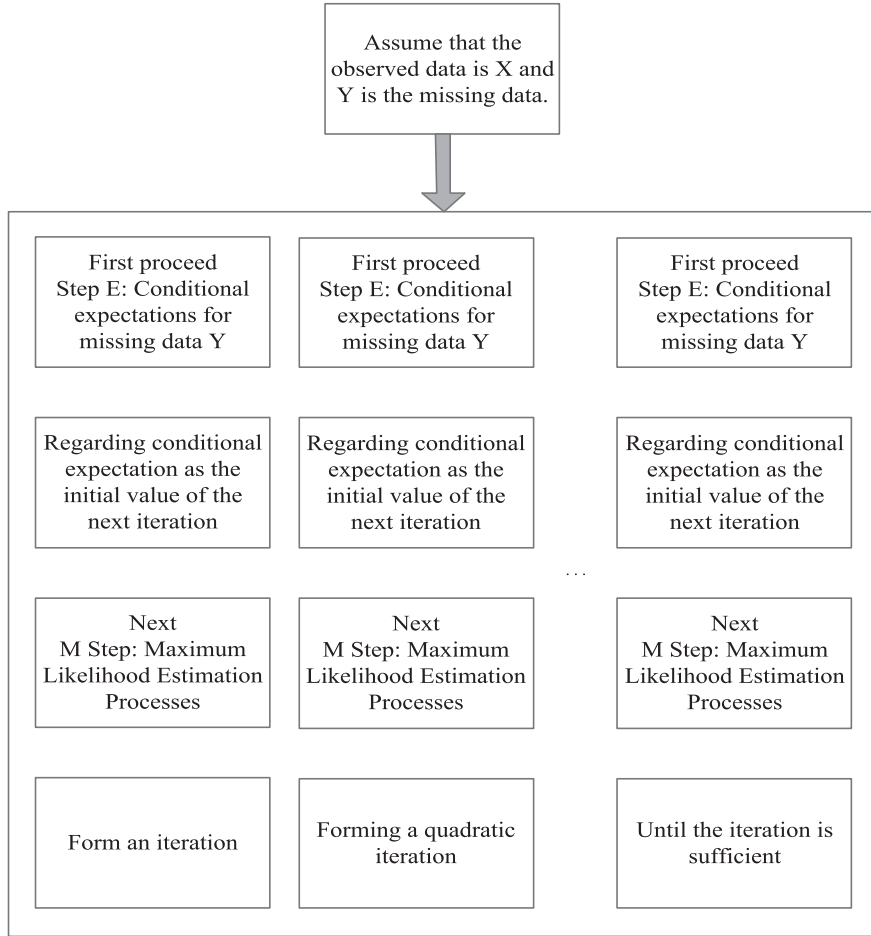 Assume that the
observed data is X and
Y is the missing data.
First proceed
Step E: Conditional
expectations for
missing data Y
Regarding conditional
expectation as the
initial value of the
next iteration
Next
M Step: Maximum
Likelihood Estimation
Processes
Form an iteration
First proceed
Step E: Conditional
expectations for
missing data Y
Regarding conditional
expectation as the
initial value of the
next iteration
Next
M Step: Maximum
Likelihood Estimation
Processes
Forming a quadratic
iteration
...
First proceed
Step E: Conditional
expectations for
missing data Y
Regarding conditional
expectation as the
initial value of the
next iteration
Next
M Step: Maximum
Likelihood Estimation
Processes
Until the iteration is
sufficient